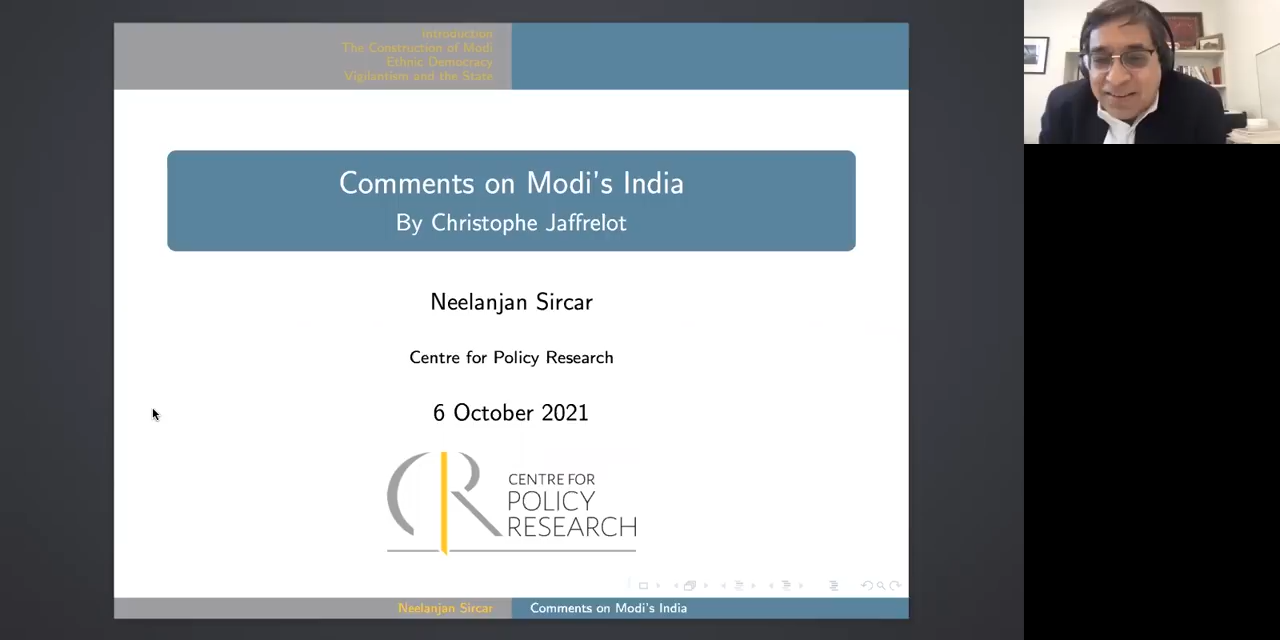 Introduction
The Construction of Modi
Ethnic Democracy
Vigilantism and the State
Comments on Modi's India
By Christophe Jaffrelot
Neelanjan Sircar
Centre for Policy Research
6 October 2021
CENTRE FOR
POLICY
RESEARCH
Neelanjan Sircar
Comments on Modi's India